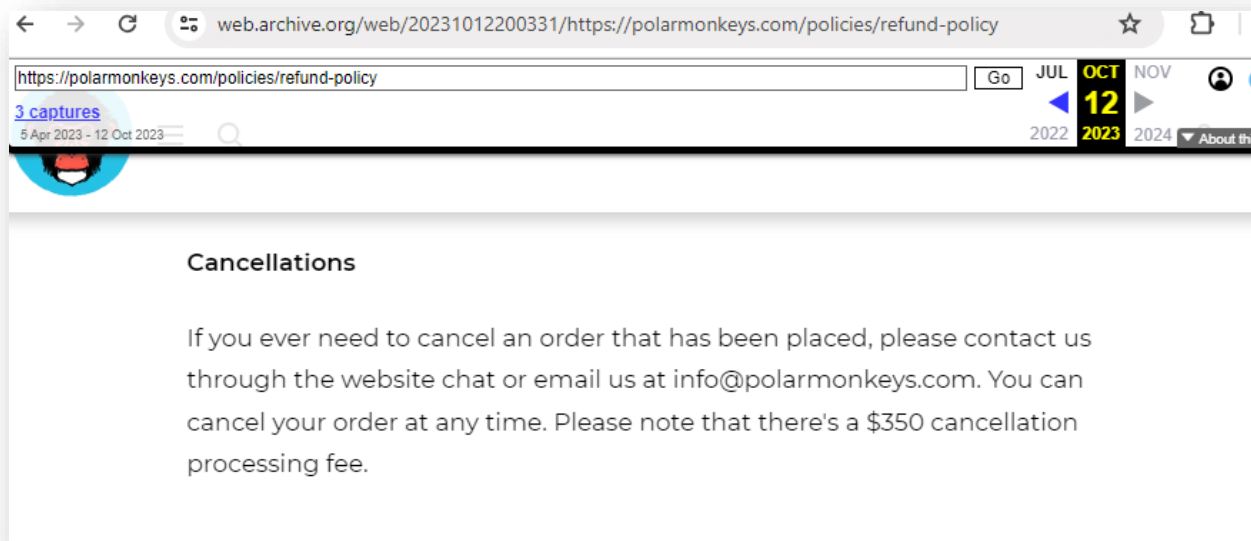 web.archive.org/web/20231012200331/https://polarmonkeys.com/policies/refund-policy
https://polarmonkeys.com/policies/refund-policy Go JUL OCT NOV
3 captures 12
5 Apr 2023 - 12 Oct 2023 2022 2023 2024 About thi
Cancellations
If you ever need to cancel an order that has been placed, please contact us
through the website chat or email us at info@polarmonkeys.com. You can
cancel your order at any time. Please note that there's a $350 cancellation
processing fee.